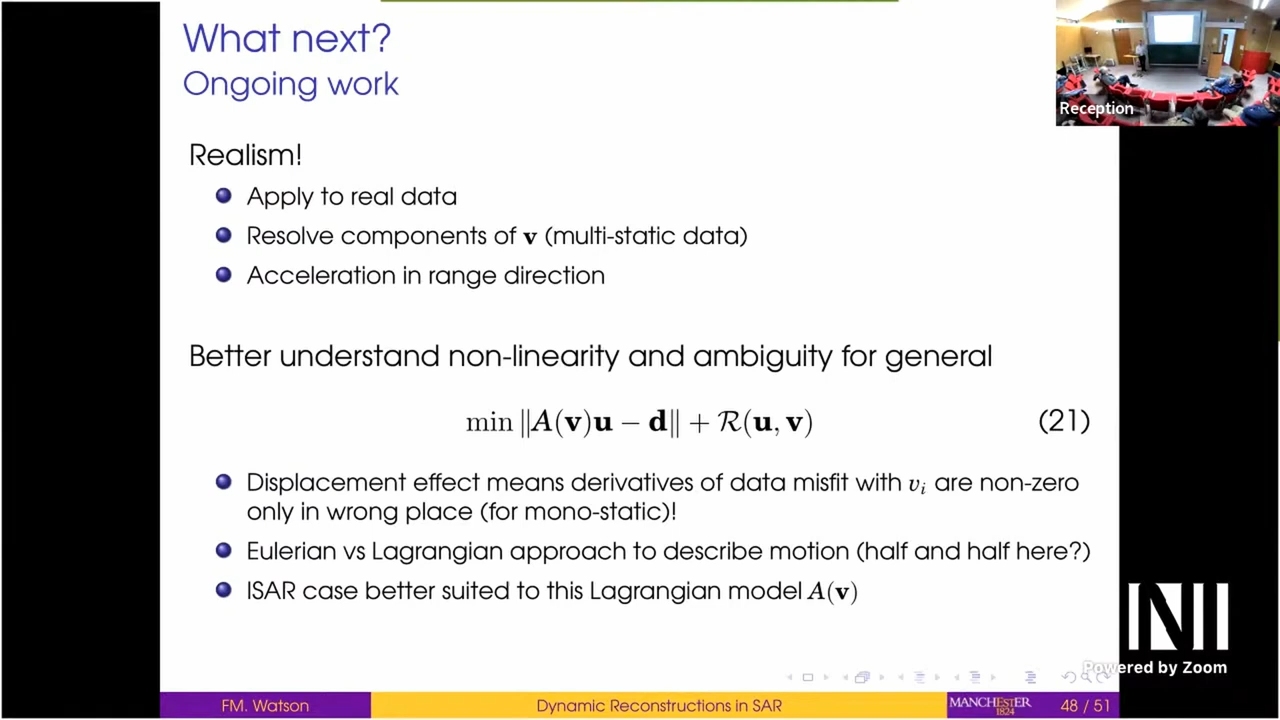 What next?
Ongoing work
Reception
Realism!
Apply to real data
Resolve components of v (multi-static data)
Acceleration in range direction
Better understand non-linearity and ambiguity for general
min ‖A(v)u − d‖ + R(u, v) (21)
Displacement effect means derivatives of data misfit with vᵢ are non-zero
only in wrong place (for mono-static)!
Eulerian vs Lagrangian approach to describe motion (half and half here?)
ISAR case better suited to this Lagrangian model A(v)
Powered by Zoom
FM. Watson
Dynamic Reconstructions in SAR
MANCHESTER
1824
48 / 51